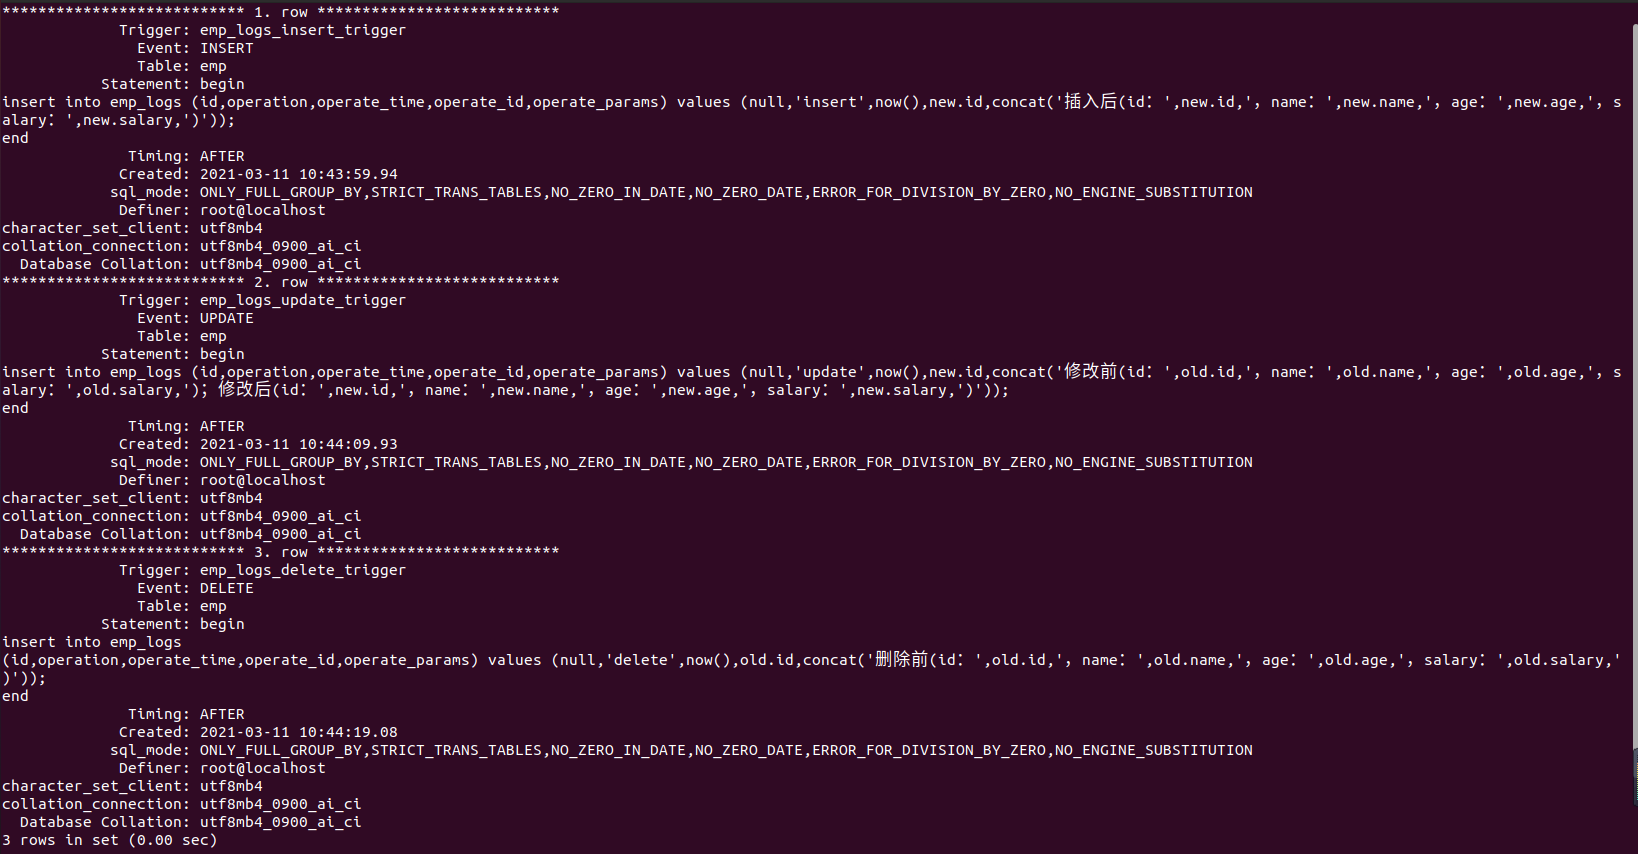 *************************** 1. row ***************************
             Trigger: emp_logs_insert_trigger
               Event: INSERT
               Table: emp
           Statement: begin
insert into emp_logs (id,operation,operate_time,operate_id,operate_params) values (null,'insert',now(),new.id,concat('插入后(id: ',new.id,', name: ',new.name,', age: ',new.age,', s
alary: ',new.salary,')'));
end
              Timing: AFTER
             Created: 2021-03-11 10:43:59.94
            sql_mode: ONLY_FULL_GROUP_BY,STRICT_TRANS_TABLES,NO_ZERO_IN_DATE,NO_ZERO_DATE,ERROR_FOR_DIVISION_BY_ZERO,NO_ENGINE_SUBSTITUTION
             Definer: root@localhost
character_set_client: utf8mb4
collation_connection: utf8mb4_0900_ai_ci
  Database Collation: utf8mb4_0900_ai_ci
*************************** 2. row ***************************
             Trigger: emp_logs_update_trigger
               Event: UPDATE
               Table: emp
           Statement: begin
insert into emp_logs (id,operation,operate_time,operate_id,operate_params) values (null,'update',now(),new.id,concat('修改前(id: ',old.id,', name: ',old.name,', age: ',old.age,', s
alary: ',old.salary,'); 修改后(id: ',new.id,', name: ',new.name,', age: ',new.age,', salary: ',new.salary,')'));
end
              Timing: AFTER
             Created: 2021-03-11 10:44:09.93
            sql_mode: ONLY_FULL_GROUP_BY,STRICT_TRANS_TABLES,NO_ZERO_IN_DATE,NO_ZERO_DATE,ERROR_FOR_DIVISION_BY_ZERO,NO_ENGINE_SUBSTITUTION
             Definer: root@localhost
character_set_client: utf8mb4
collation_connection: utf8mb4_0900_ai_ci
  Database Collation: utf8mb4_0900_ai_ci
*************************** 3. row ***************************
             Trigger: emp_logs_delete_trigger
               Event: DELETE
               Table: emp
           Statement: begin
insert into emp_logs
(id,operation,operate_time,operate_id,operate_params) values (null,'delete',now(),old.id,concat('删除前(id: ',old.id,', name: ',old.name,', age: ',old.age,', salary: ',old.salary,'
)'));
end
              Timing: AFTER
             Created: 2021-03-11 10:44:19.08
            sql_mode: ONLY_FULL_GROUP_BY,STRICT_TRANS_TABLES,NO_ZERO_IN_DATE,NO_ZERO_DATE,ERROR_FOR_DIVISION_BY_ZERO,NO_ENGINE_SUBSTITUTION
             Definer: root@localhost
character_set_client: utf8mb4
collation_connection: utf8mb4_0900_ai_ci
  Database Collation: utf8mb4_0900_ai_ci
3 rows in set (0.00 sec)